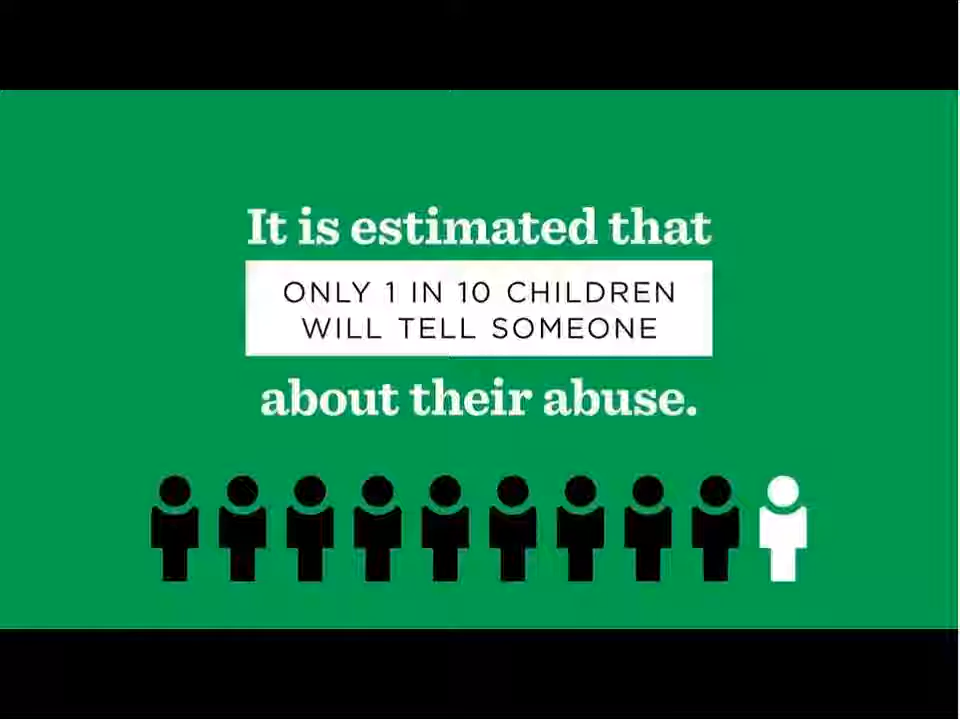 It is estimated that
ONLY 1 IN 10 CHILDREN
WILL TELL SOMEONE
about their abuse.